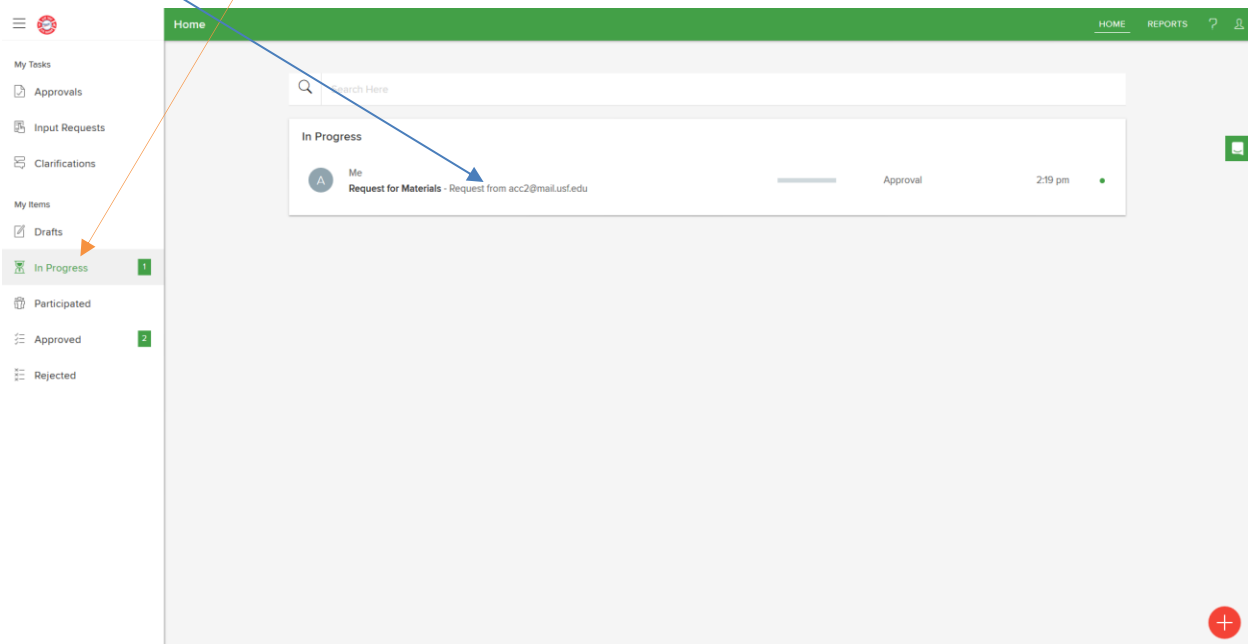 Home
HOME REPORTS ?
My Tasks
Approvals
Input Requests
Clarifications
My Items
Drafts
In Progress 1
Participated
Approved 2
Rejected
Search Here
In Progress
A Me
Request for Materials - Request from acc2@mail.usf.edu
Approval 2:19 pm